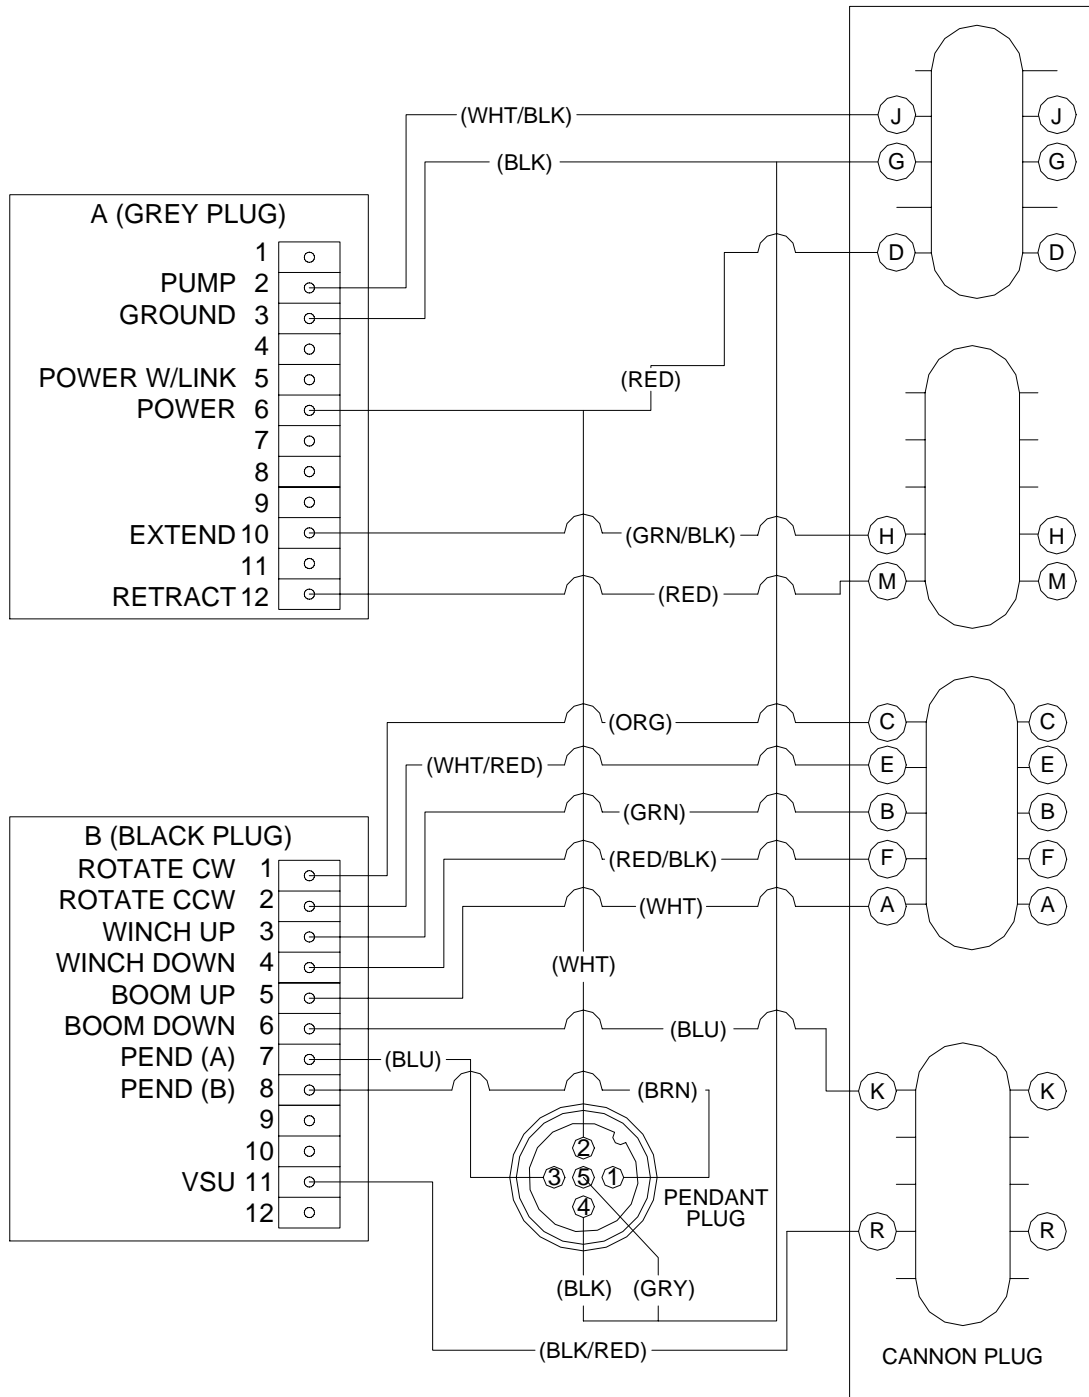 (WHT/BLK)
J
J
(BLK)
G
G
A (GREY PLUG)
1
D
D
PUMP 2
GROUND 3
4
POWER W/LINK 5
(RED)
POWER 6
7
8
9
EXTEND 10
(GRN/BLK)
H
H
11
RETRACT 12
(RED)
M
M
(ORG)
C
C
(WHT/RED)
E
E
(GRN)
B
B
B (BLACK PLUG)
(RED/BLK)
F
F
ROTATE CW 1
ROTATE CCW 2
(WHT)
A
A
WINCH UP 3
WINCH DOWN 4
(WHT)
BOOM UP 5
BOOM DOWN 6
(BLU)
PEND (A) 7
(BLU)
PEND (B) 8
(BRN)
K
K
9
10
2
VSU 11
3 5 1
4
PENDANT
PLUG
12
R
R
(BLK)
(GRY)
(BLK/RED)
CANNON PLUG